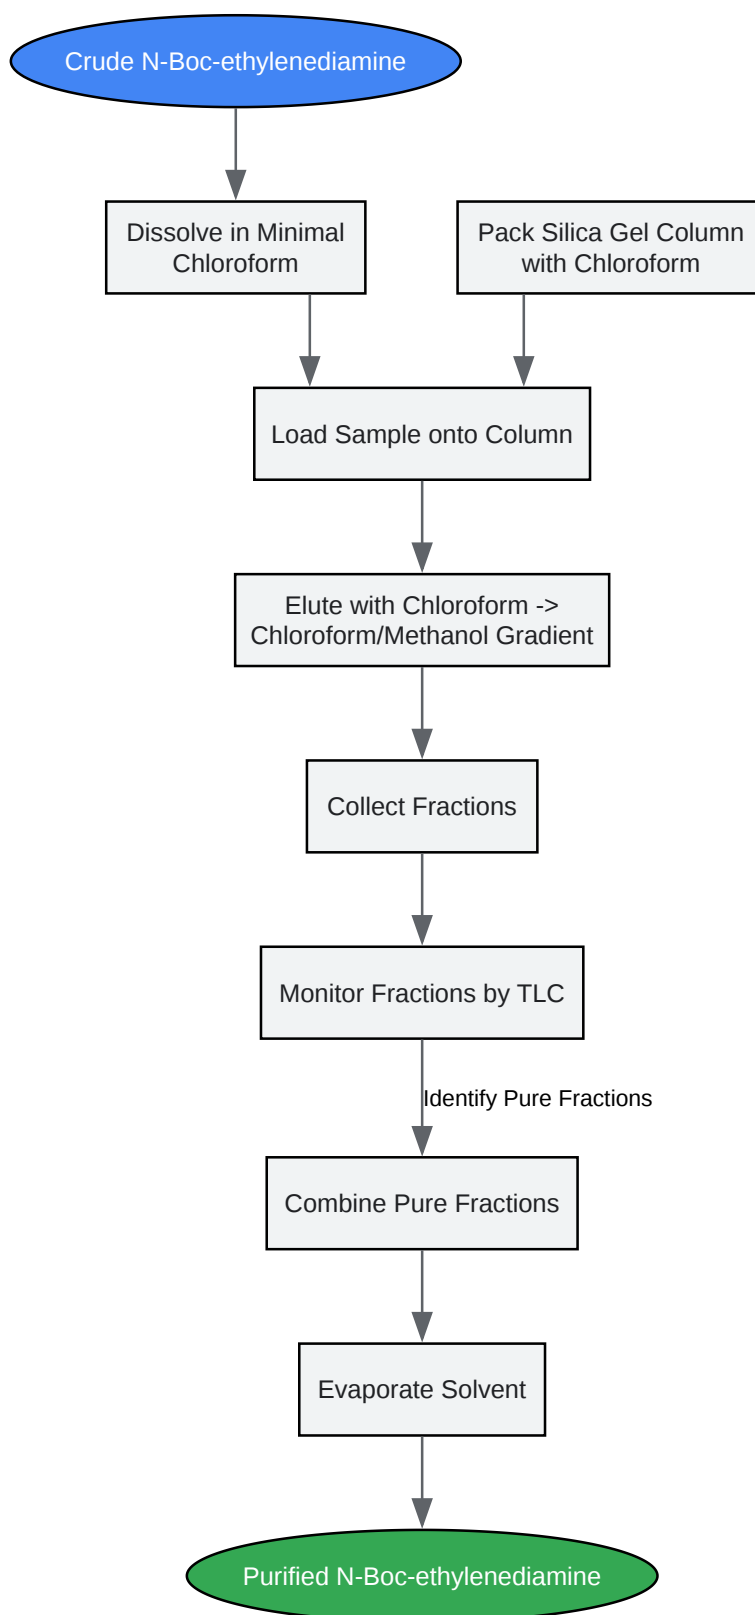 Crude N-Boc-ethylenediamine
Dissolve in Minimal
Chloroform
Pack Silica Gel Column
with Chloroform
Load Sample onto Column
Elute with Chloroform ->
Chloroform/Methanol Gradient
Collect Fractions
Monitor Fractions by TLC
Identify Pure Fractions
Combine Pure Fractions
Evaporate Solvent
Purified N-Boc-ethylenediamine